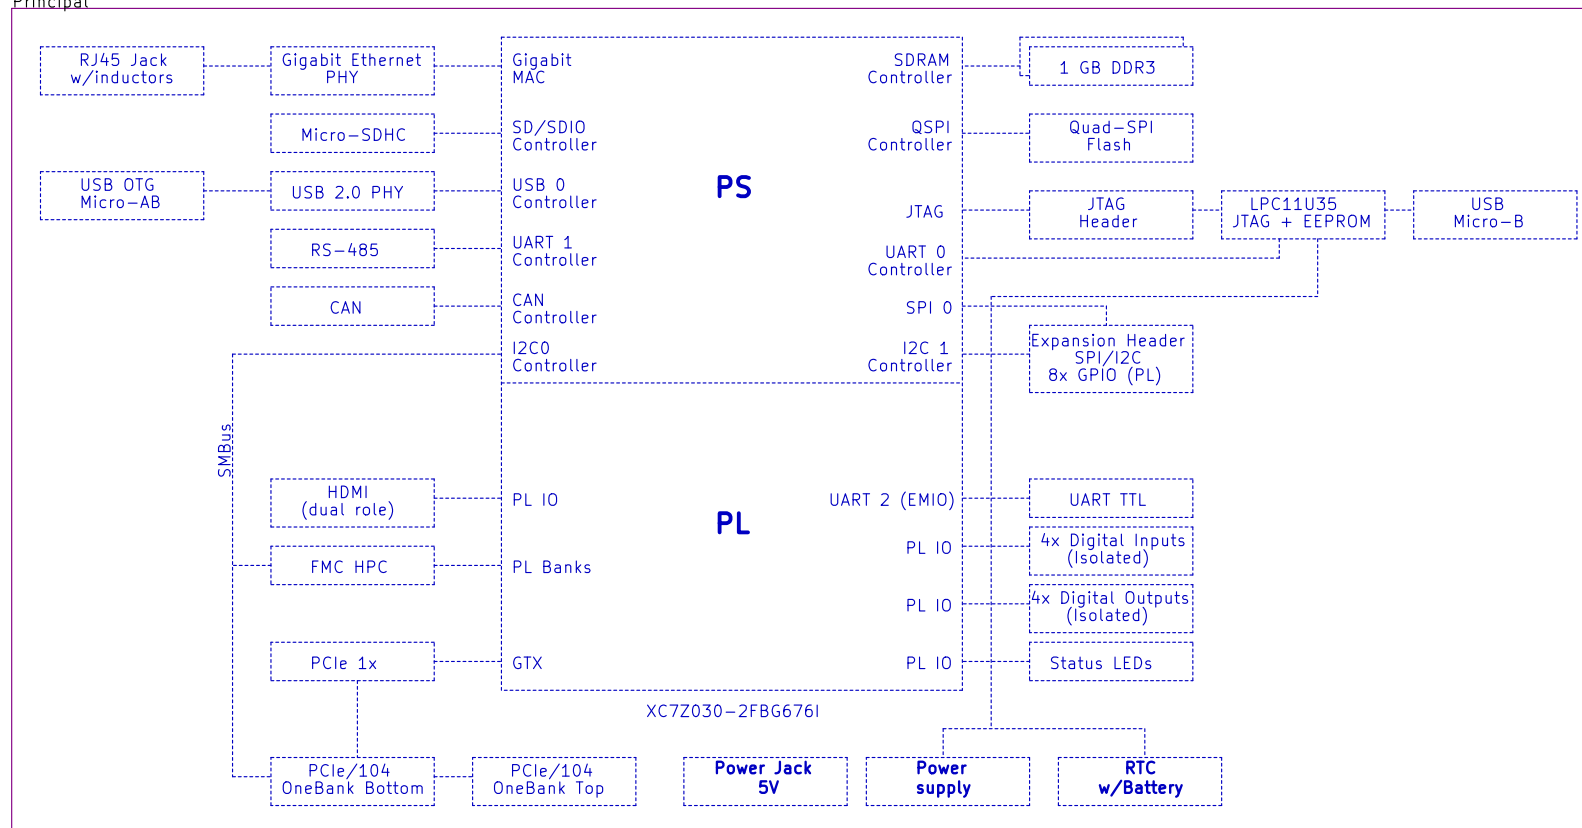 Principal
RJ45 Jack
w/inductors
Gigabit Ethernet
PHY
Gigabit
MAC
SDRAM
Controller
1 GB DDR3
Micro-SDHC
SD/SDIO
Controller
QSPI
Controller
Quad-SPI
Flash
USB OTG
Micro-AB
USB 2.0 PHY
USB 0
Controller
PS
JTAG
JTAG
Header
LPC11U35
JTAG + EEPROM
USB
Micro-B
RS-485
UART 1
Controller
UART 0
Controller
CAN
CAN
Controller
SPI 0
I2C0
Controller
I2C 1
Controller
Expansion Header
SPI/I2C
8x GPIO (PL)
SMBus
HDMI
(dual role)
PL IO
PL
UART 2 (EMIO)
UART TTL
PL IO
4x Digital Inputs
(Isolated)
FMC HPC
PL Banks
PL IO
4x Digital Outputs
(Isolated)
PCIe 1x
GTX
PL IO
Status LEDs
XC7Z030-2FBG676I
PCIe/104
OneBank Bottom
PCIe/104
OneBank Top
Power Jack
5V
Power
supply
RTC
w/Battery